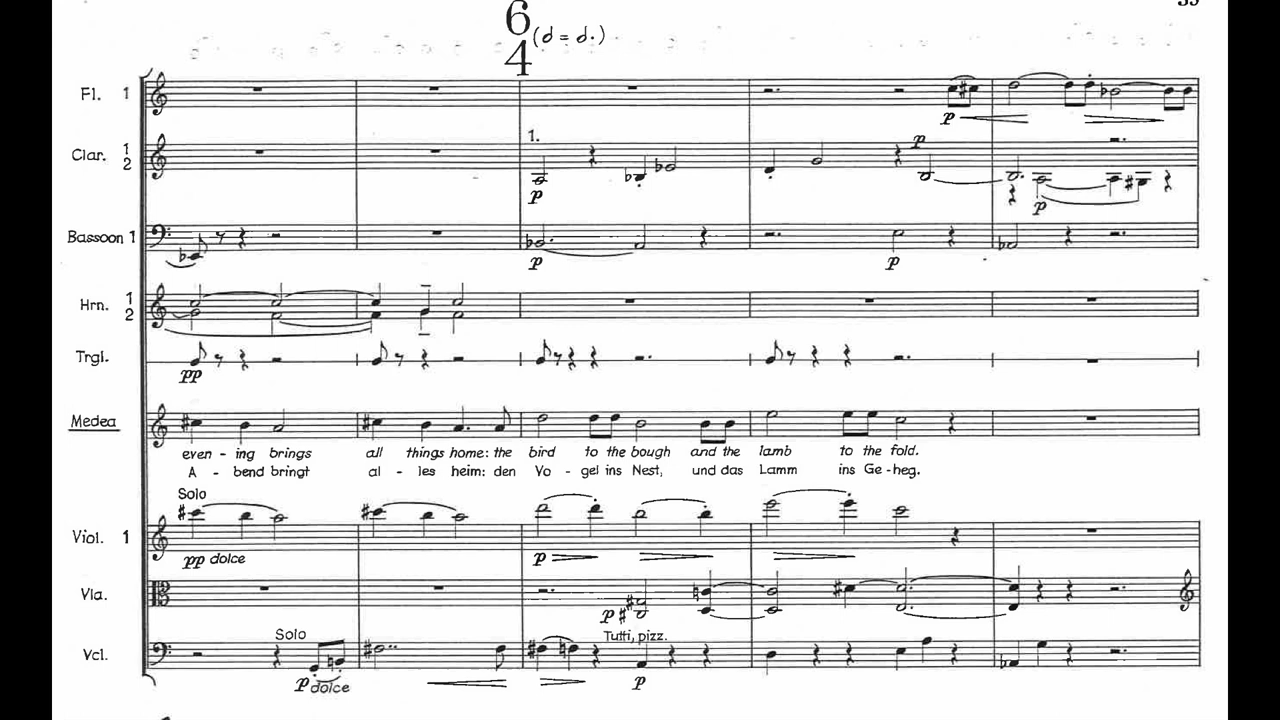 6
4 (𝅗𝅥 = 𝅗𝅥.)
Fl. 1
p
Clar. 1
2
1.
p
p
p
Bassoon 1
p
p
Hrn. 1
2
Trgl.
pp
Medea
even - ing brings all things home: the bird to the bough and the lamb to the fold.
A - bend bringt al - les heim: den Vo - gel ins Nest, und das Lamm ins Ge - heg.
Solo
Viol. 1
pp dolce
p
Vla.
p
Solo
Tutti, pizz.
Vcl.
p dolce
p